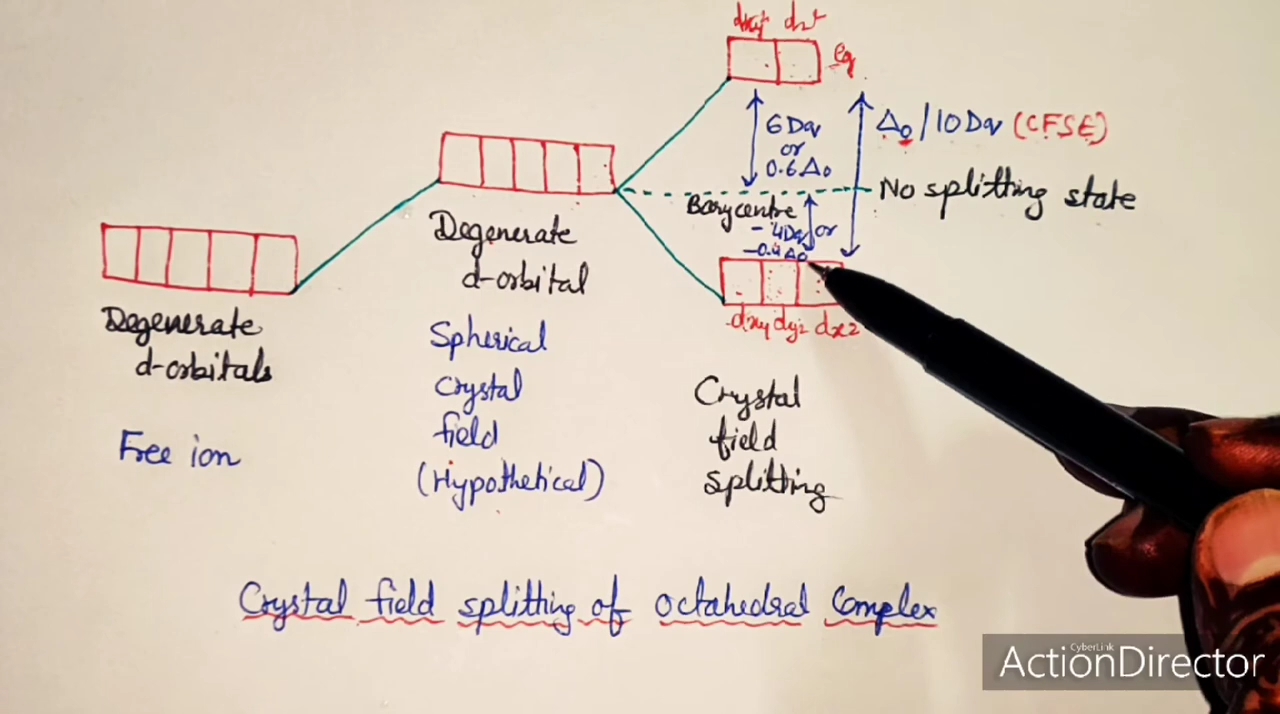 dz²
eg
6Dq
or
0.6Δo
Δo/10Dq (CFSE)
No splitting state
Barycentre
-4Dq or
-0.4Δo
dxy dyz dxz
Degenerate
d-orbital
Spherical
Crystal
field
(Hypothetical)
Degenerate
d-orbitals
Free ion
Crystal
field
splitting
Crystal field splitting of octahedral Complex
CyberLink
ActionDirector